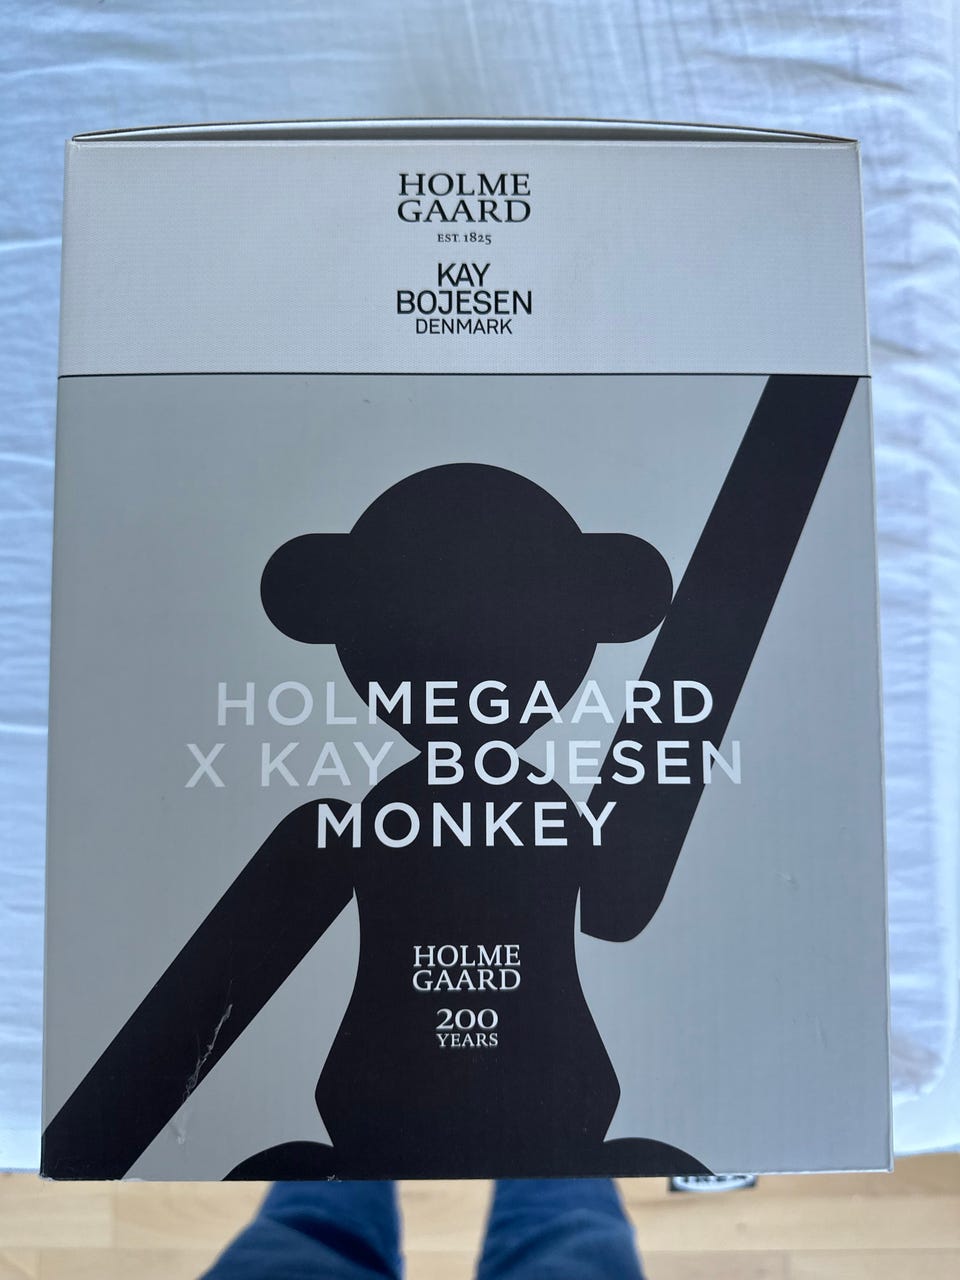 HOLME
GAARD
EST. 1825
KAY
BOJESEN
DENMARK
HOLMEGAARD
X KAY BOJESEN
MONKEY
HOLME
GAARD
200
YEARS